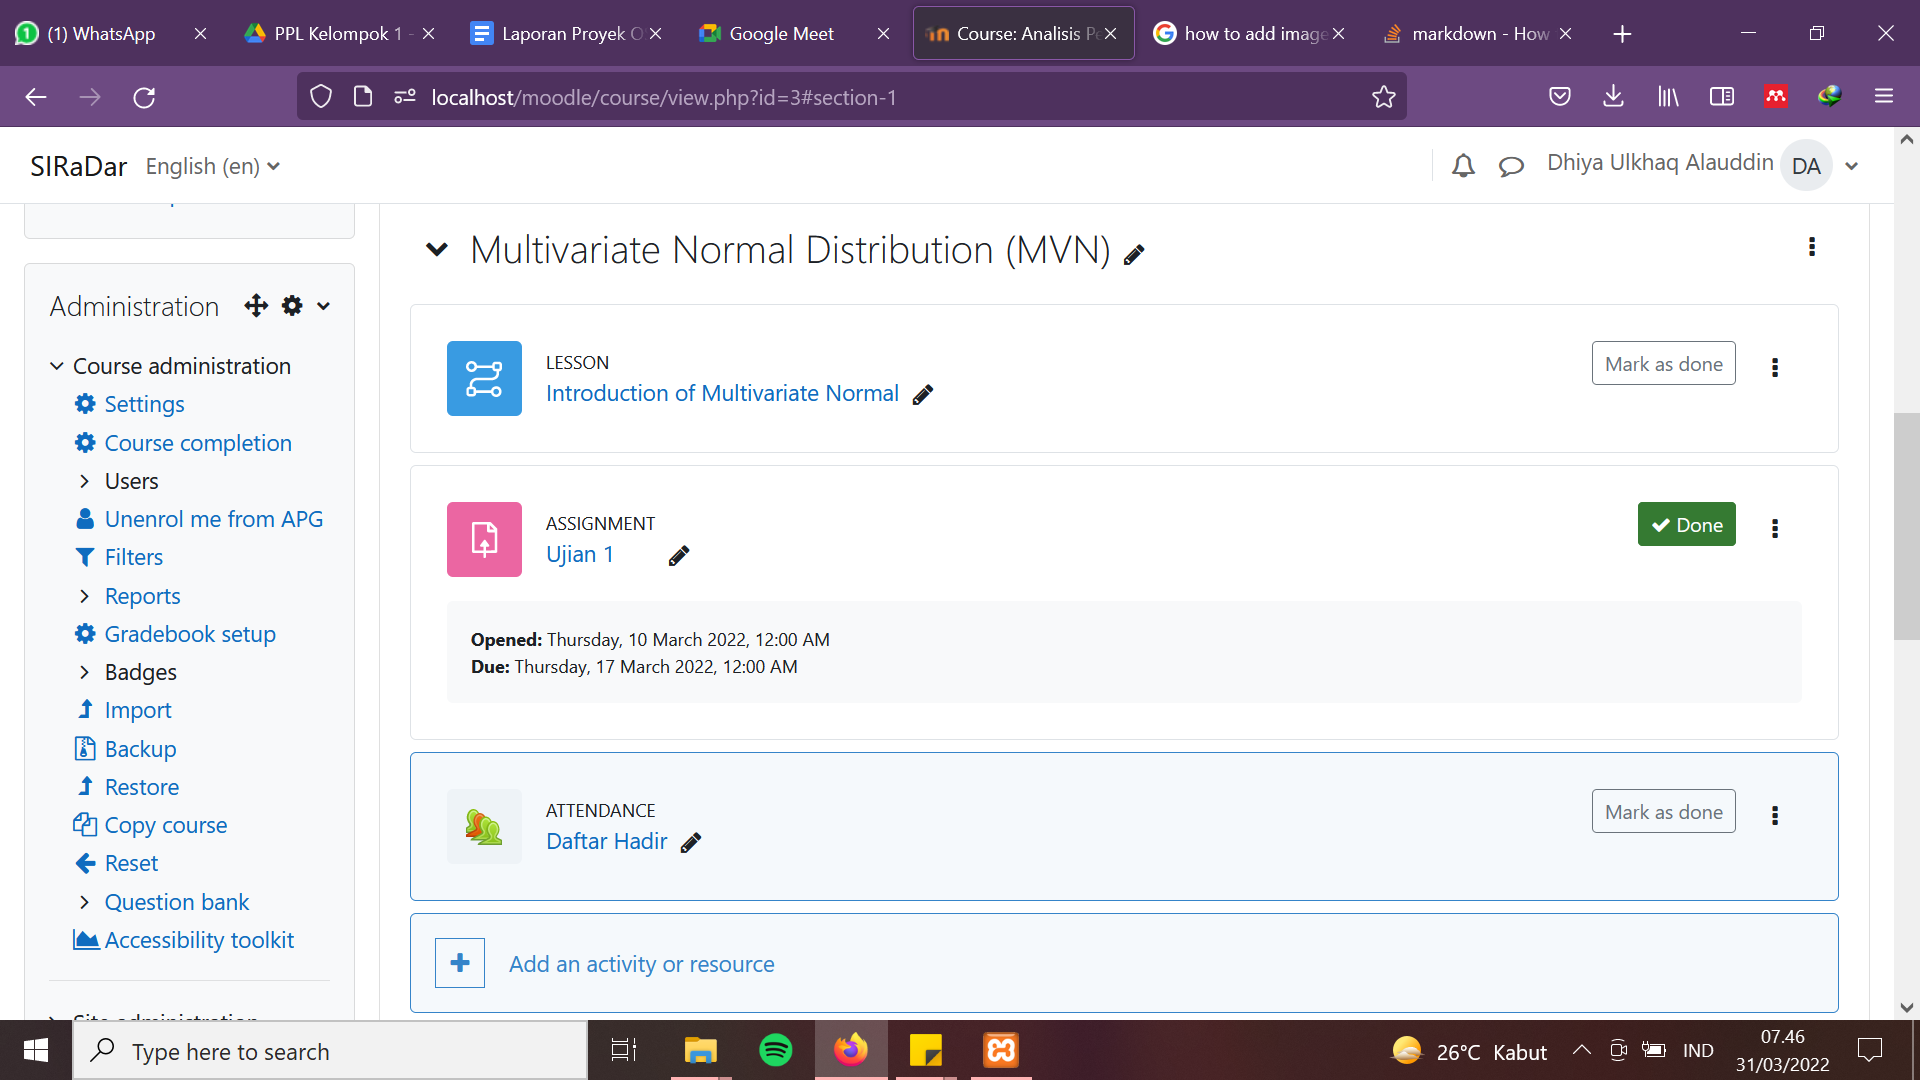 (1) WhatsApp
PPL Kelompok 1 -
Laporan Proyek O
Google Meet
Course: Analisis Pe
how to add image
markdown - How
localhost/moodle/course/view.php?id=3#section-1
SIRaDar
English (en)
Dhiya Ulkhaq Alauddin
DA
Administration
Course administration
Settings
Course completion
Users
Unenrol me from APG
Filters
Reports
Gradebook setup
Badges
Import
Backup
Restore
Copy course
Reset
Question bank
Accessibility toolkit
Site administration
Multivariate Normal Distribution (MVN)
LESSON
Introduction of Multivariate Normal
Mark as done
ASSIGNMENT
Ujian 1
Done
Opened: Thursday, 10 March 2022, 12:00 AM
Due: Thursday, 17 March 2022, 12:00 AM
ATTENDANCE
Daftar Hadir
Mark as done
Add an activity or resource
Type here to search
26°C Kabut
IND
07.46
31/03/2022